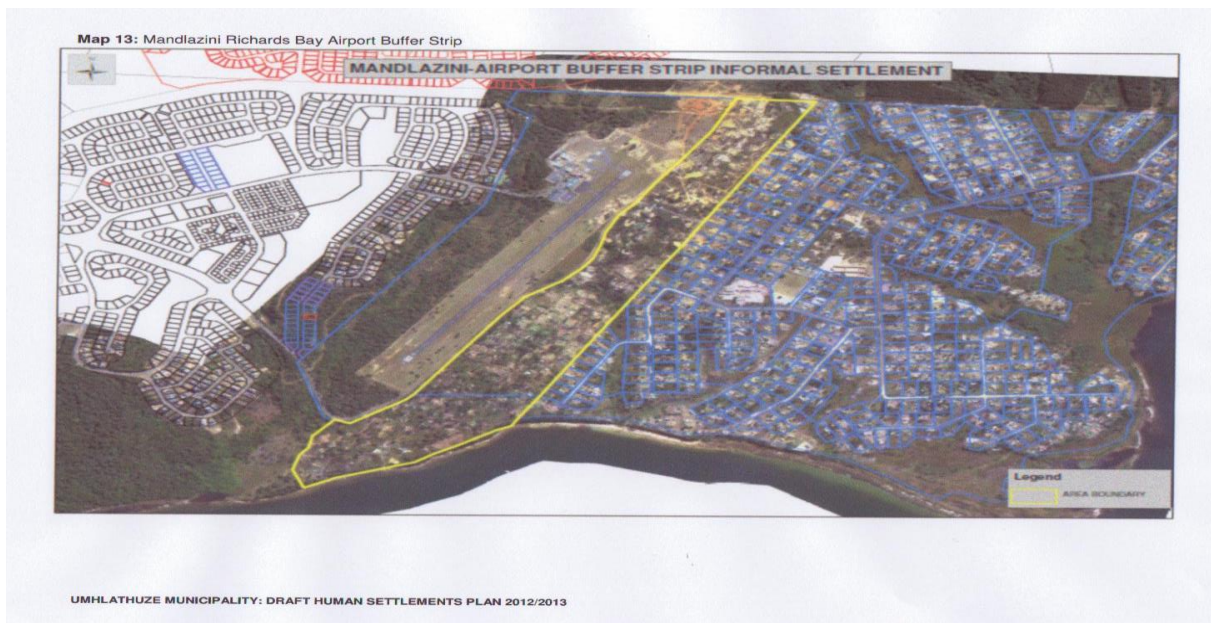 Map 13: Mandlazini Richards Bay Airport Buffer Strip
MANDLAZINI-AIRPORT BUFFER STRIP INFORMAL SETTLEMENT
Legend
AREA BOUNDARY
UMHLATHUZE MUNICIPALITY: DRAFT HUMAN SETTLEMENTS PLAN 2012/2013